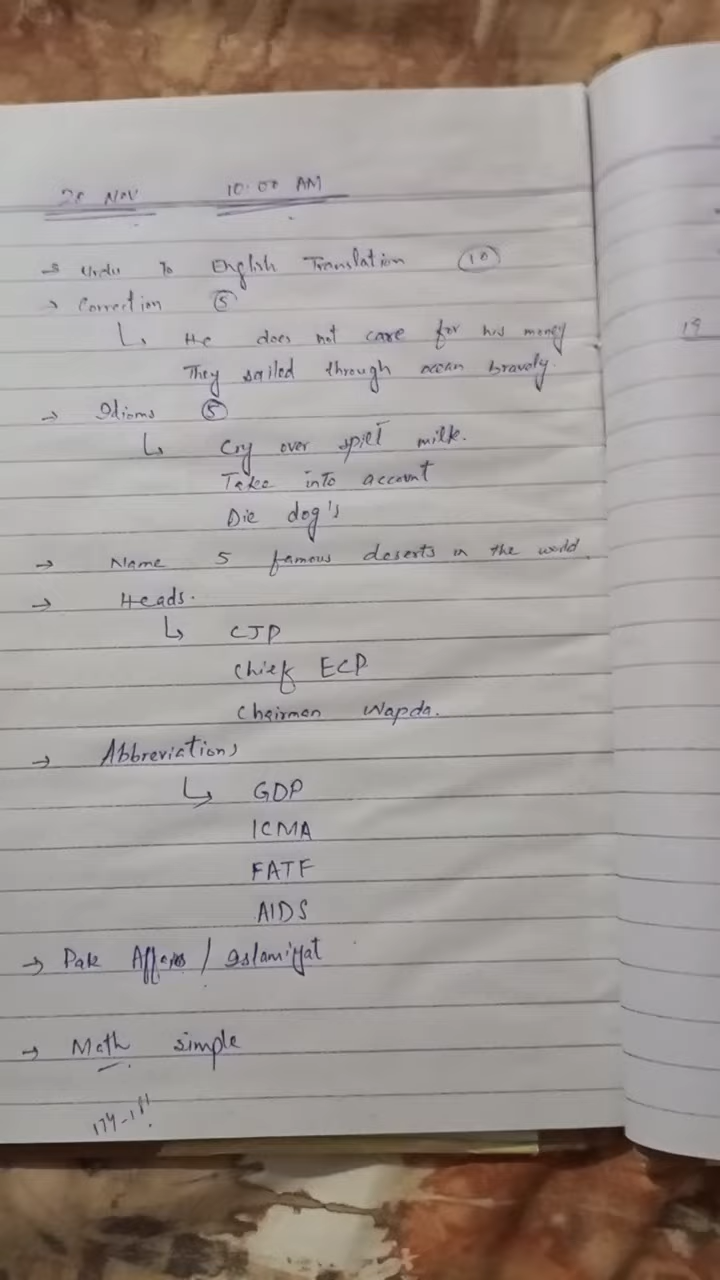 Nov 10:00 AM
→ Urdu To English Translation 10
→ Correction 5
↳ He does not care for his money
They sailed through ocean bravely.
→ Idioms 5
↳ Cry over spilt milk.
Take into account
Die dog's
→ Name 5 famous deserts in the world.
→ Heads.
↳ CJP
Chief ECP
Chairman Wapda.
→ Abbreviations
↳ GDP
ICMA
FATF
AIDS
→ Pak Affairs / Islamiyat
→ Math simple
19